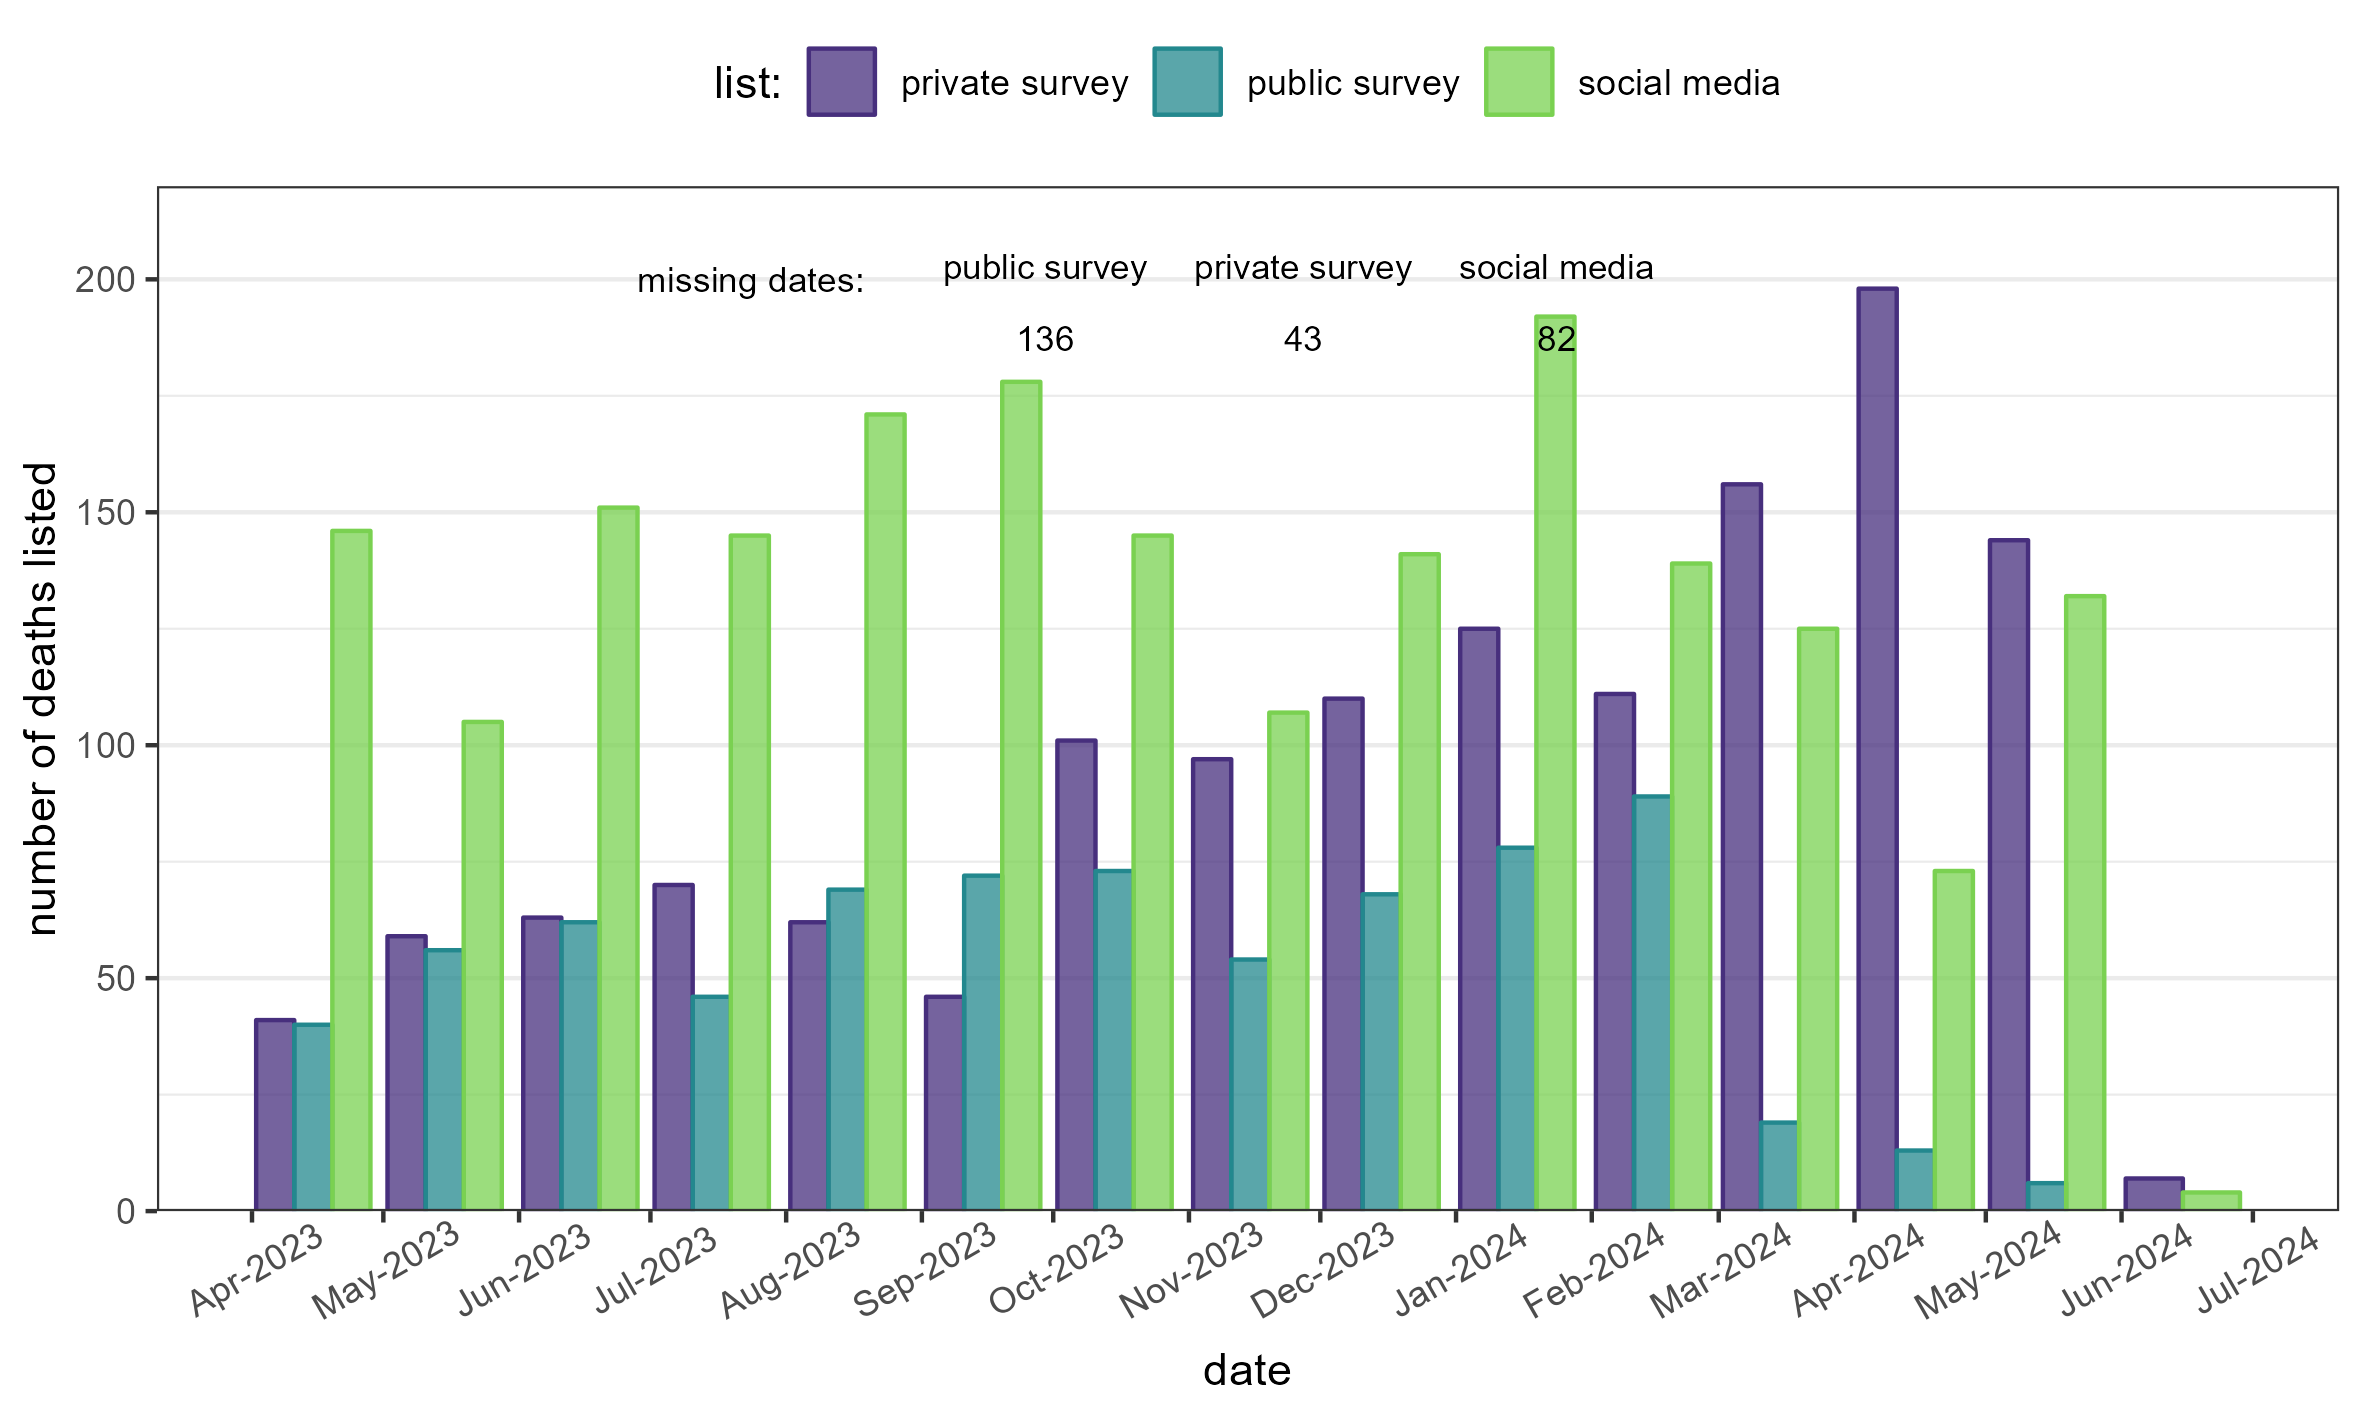 list: private survey public survey social media
public survey private survey social media
missing dates:
136 43 82
200
150
100
50
0
number of deaths listed
Apr-2023 May-2023 Jun-2023 Jul-2023 Aug-2023 Sep-2023 Oct-2023 Nov-2023 Dec-2023 Jan-2024 Feb-2024 Mar-2024 Apr-2024 May-2024 Jun-2024 Jul-2024
date